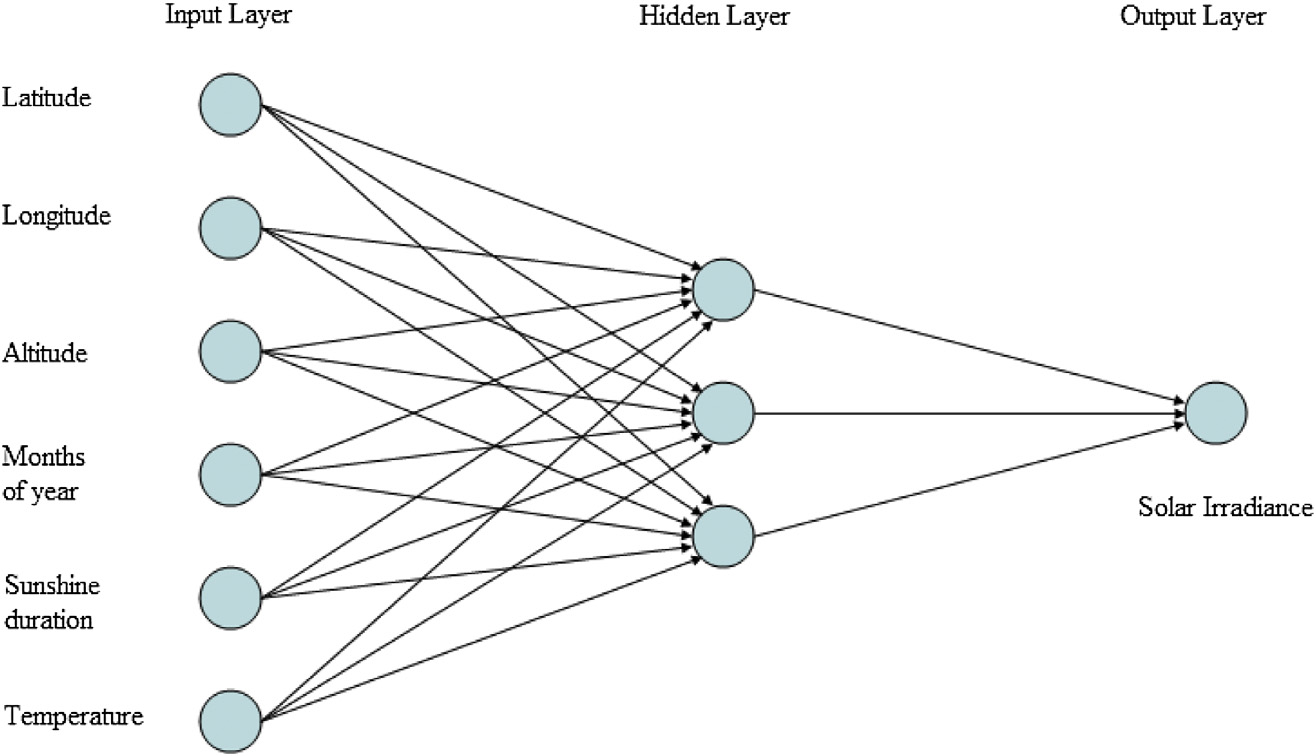 Input Layer
Hidden Layer
Output Layer
Latitude
Longitude
Altitude
Months
of year
Sunshine
duration
Temperature
Solar Irradiance